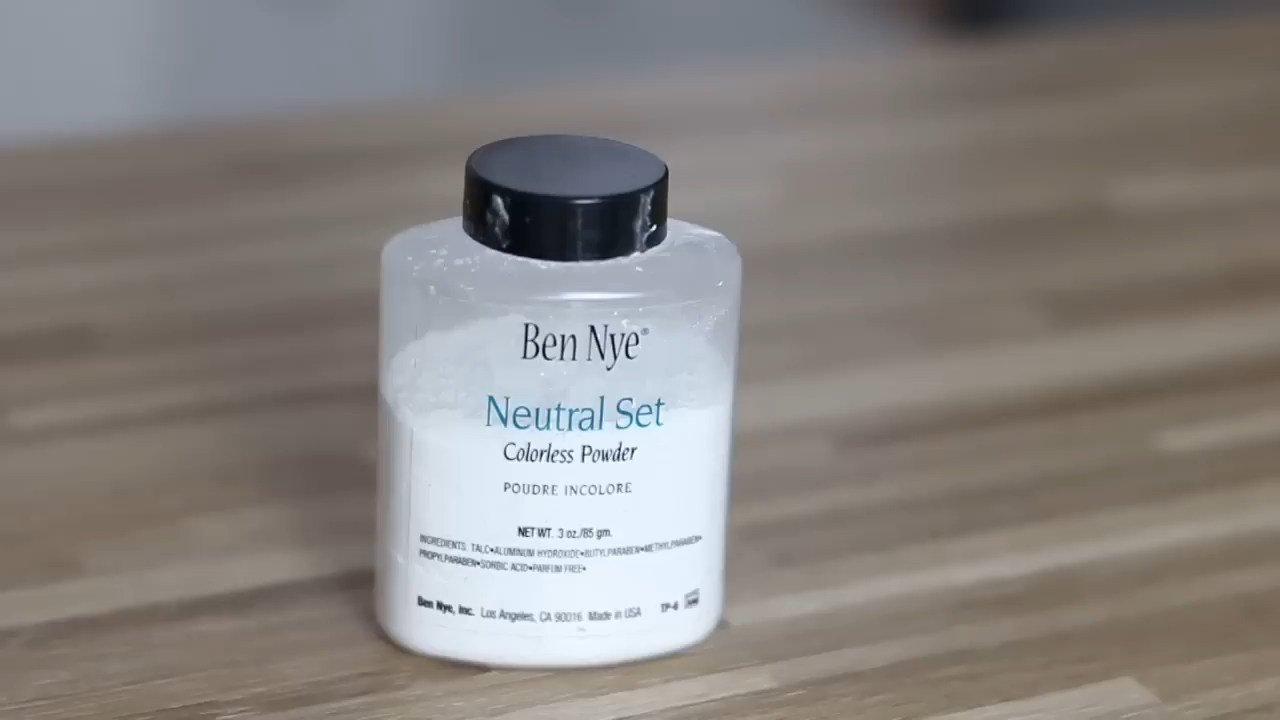 Ben Nye®
Neutral Set
Colorless Powder
POUDRE INCOLORE
NET WT. 3 oz./85 gm.
INGREDIENTS: TALC•ALUMINUM HYDROXIDE•BUTYLPARABEN•METHYLPARABEN•
PROPYLPARABEN•SORBIC ACID•PARFUM FREE•
Ben Nye, Inc. Los Angeles, CA 90016 Made in USA TP-6